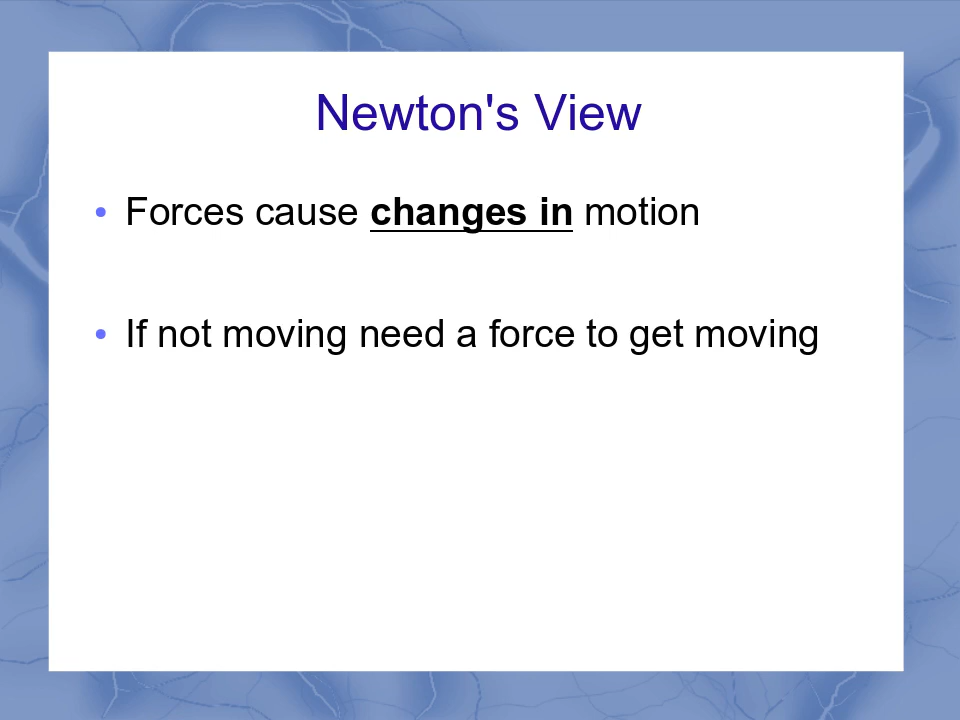 Newton's View
• Forces cause changes in motion
• If not moving need a force to get moving